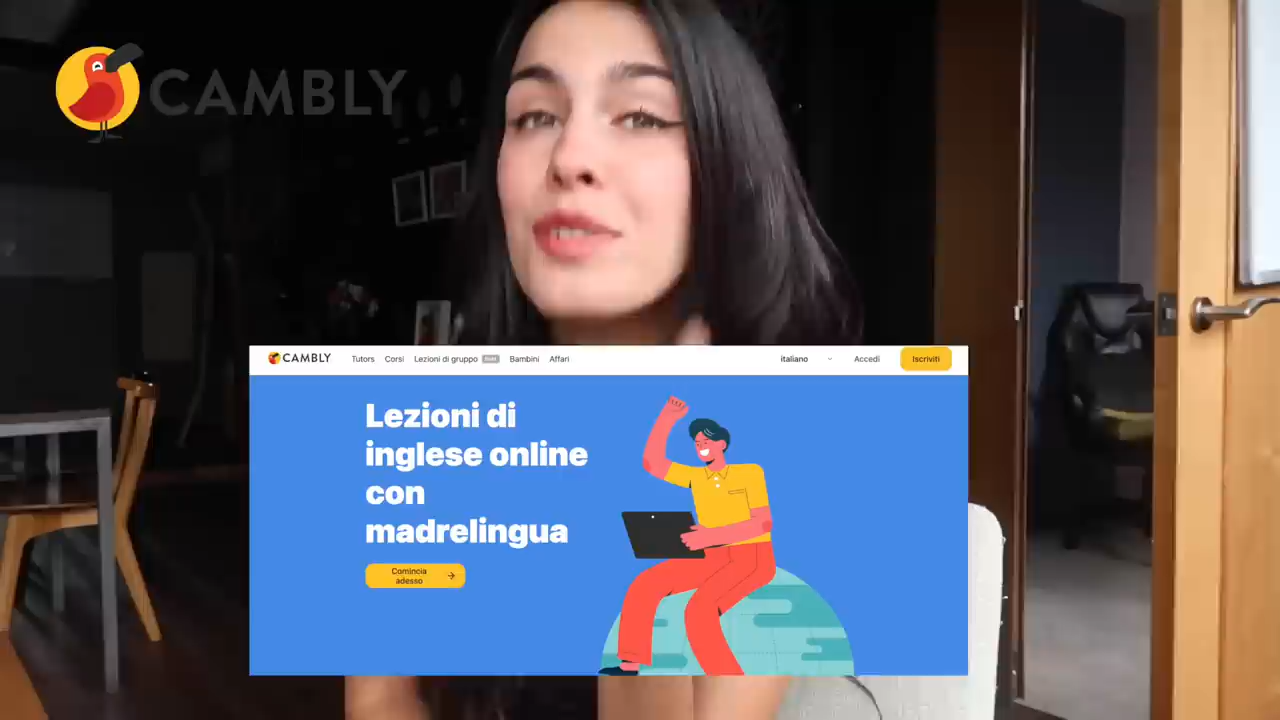 CAMBLY
CAMBLY
Tutors Corsi Lezioni di gruppo Bambini Affari italiano Accedi Iscriviti
Lezioni di
inglese online
con
madrelingua
Comincia
adesso